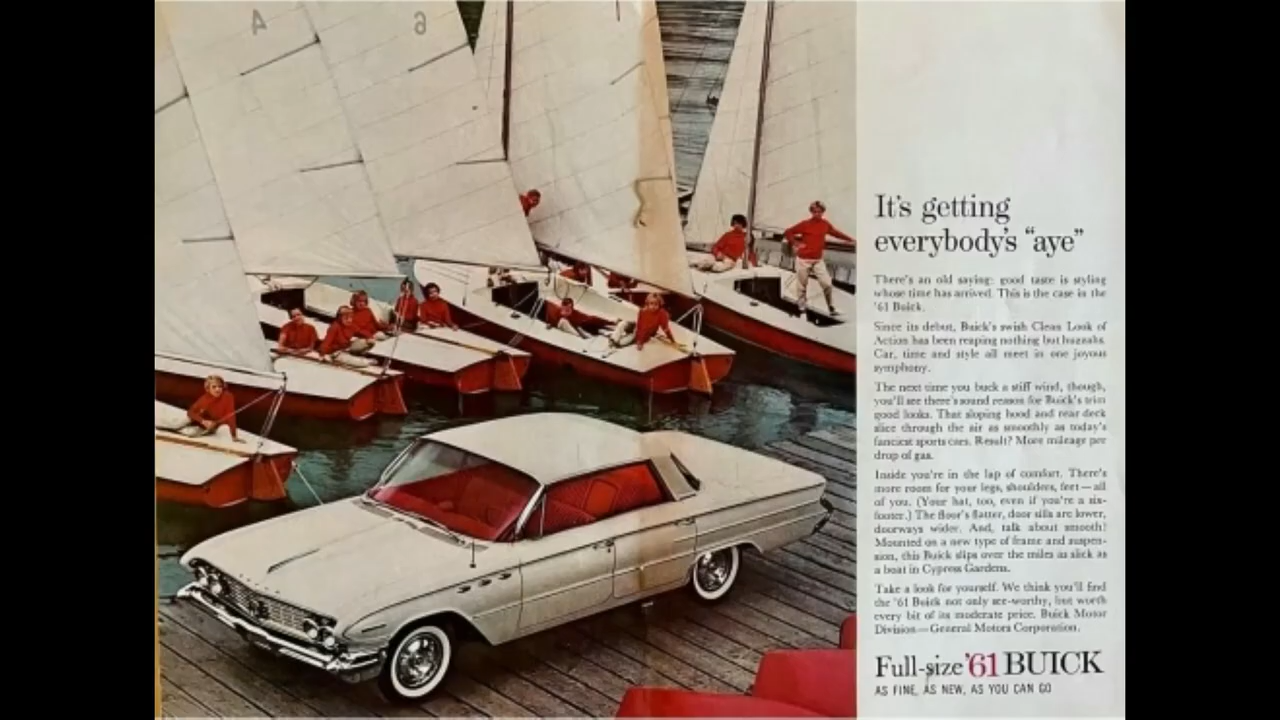 A 6
It's getting
everybody's "aye"
There's an old saying: good taste is styling
whose time has arrived. This is the case in the
'61 Buick.
Since its debut, Buick's swish Clean Look of
Action has been reaping nothing but huzzahs.
Car, time and style all meet in one joyous
symphony.
The next time you buck a stiff wind, though,
you'll see there's sound reason for Buick's trim
good looks. That sloping hood and rear deck
slice through the air as smoothly as today's
fanciest sports cars. Result? More mileage per
drop of gas.
Inside you're in the lap of comfort. There's
more room for your legs, shoulders, feet—all
of you. (Your hat, too, even if you're a six-
footer.) The floor's flatter, door sills are lower,
doorways wider. And, talk about smooth!
Mounted on a new type of frame and suspen-
sion, this Buick slips over the miles as slick as
a boat in Cypress Gardens.
Take a look for yourself. We think you'll find
the '61 Buick not only see-worthy, but worth
every bit of its moderate price. Buick Motor
Division—General Motors Corporation.
Full-size '61 BUICK
AS FINE, AS NEW, AS YOU CAN GO